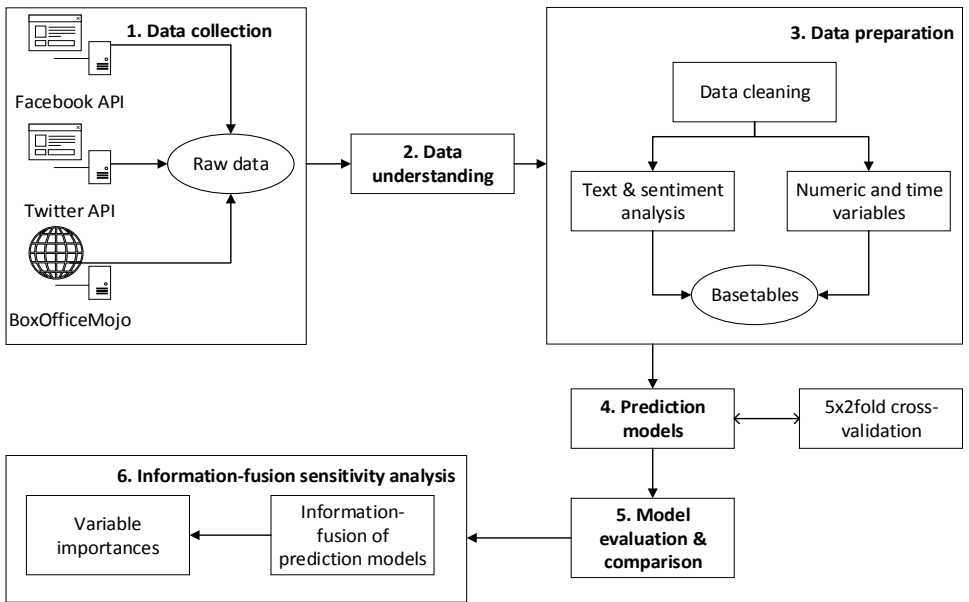 1. Data collection
Facebook API
Twitter API
BoxOfficeMojo
Raw data
2. Data
understanding
3. Data preparation
Data cleaning
Text & sentiment
analysis
Numeric and time
variables
Basetables
4. Prediction
models
5x2fold cross-
validation
5. Model
evaluation &
comparison
6. Information-fusion sensitivity analysis
Information-
fusion of
prediction models
Variable
importances